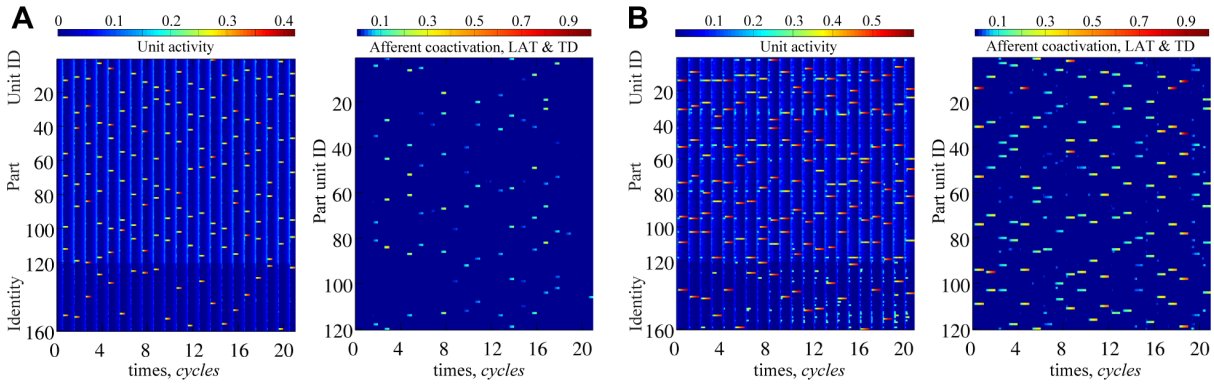 A
0 0.1 0.2 0.3 0.4
Unit activity
Unit ID
Part
Identity
20
40
60
80
100
120
160
0 4 8 12 16 20
times, cycles
0.1 0.3 0.5 0.7 0.9
Afferent coactivation, LAT & TD
Part unit ID
20
40
60
80
100
120
0 4 8 12 16 20
times, cycles
B
0.1 0.2 0.3 0.4 0.5
Unit activity
Unit ID
Part
Identity
20
40
60
80
100
120
160
0 4 8 12 16 20
times, cycles
0.1 0.3 0.5 0.7 0.9
Afferent coactivation, LAT & TD
Part unit ID
20
40
60
80
100
120
0 4 8 12 16 20
times, cycles